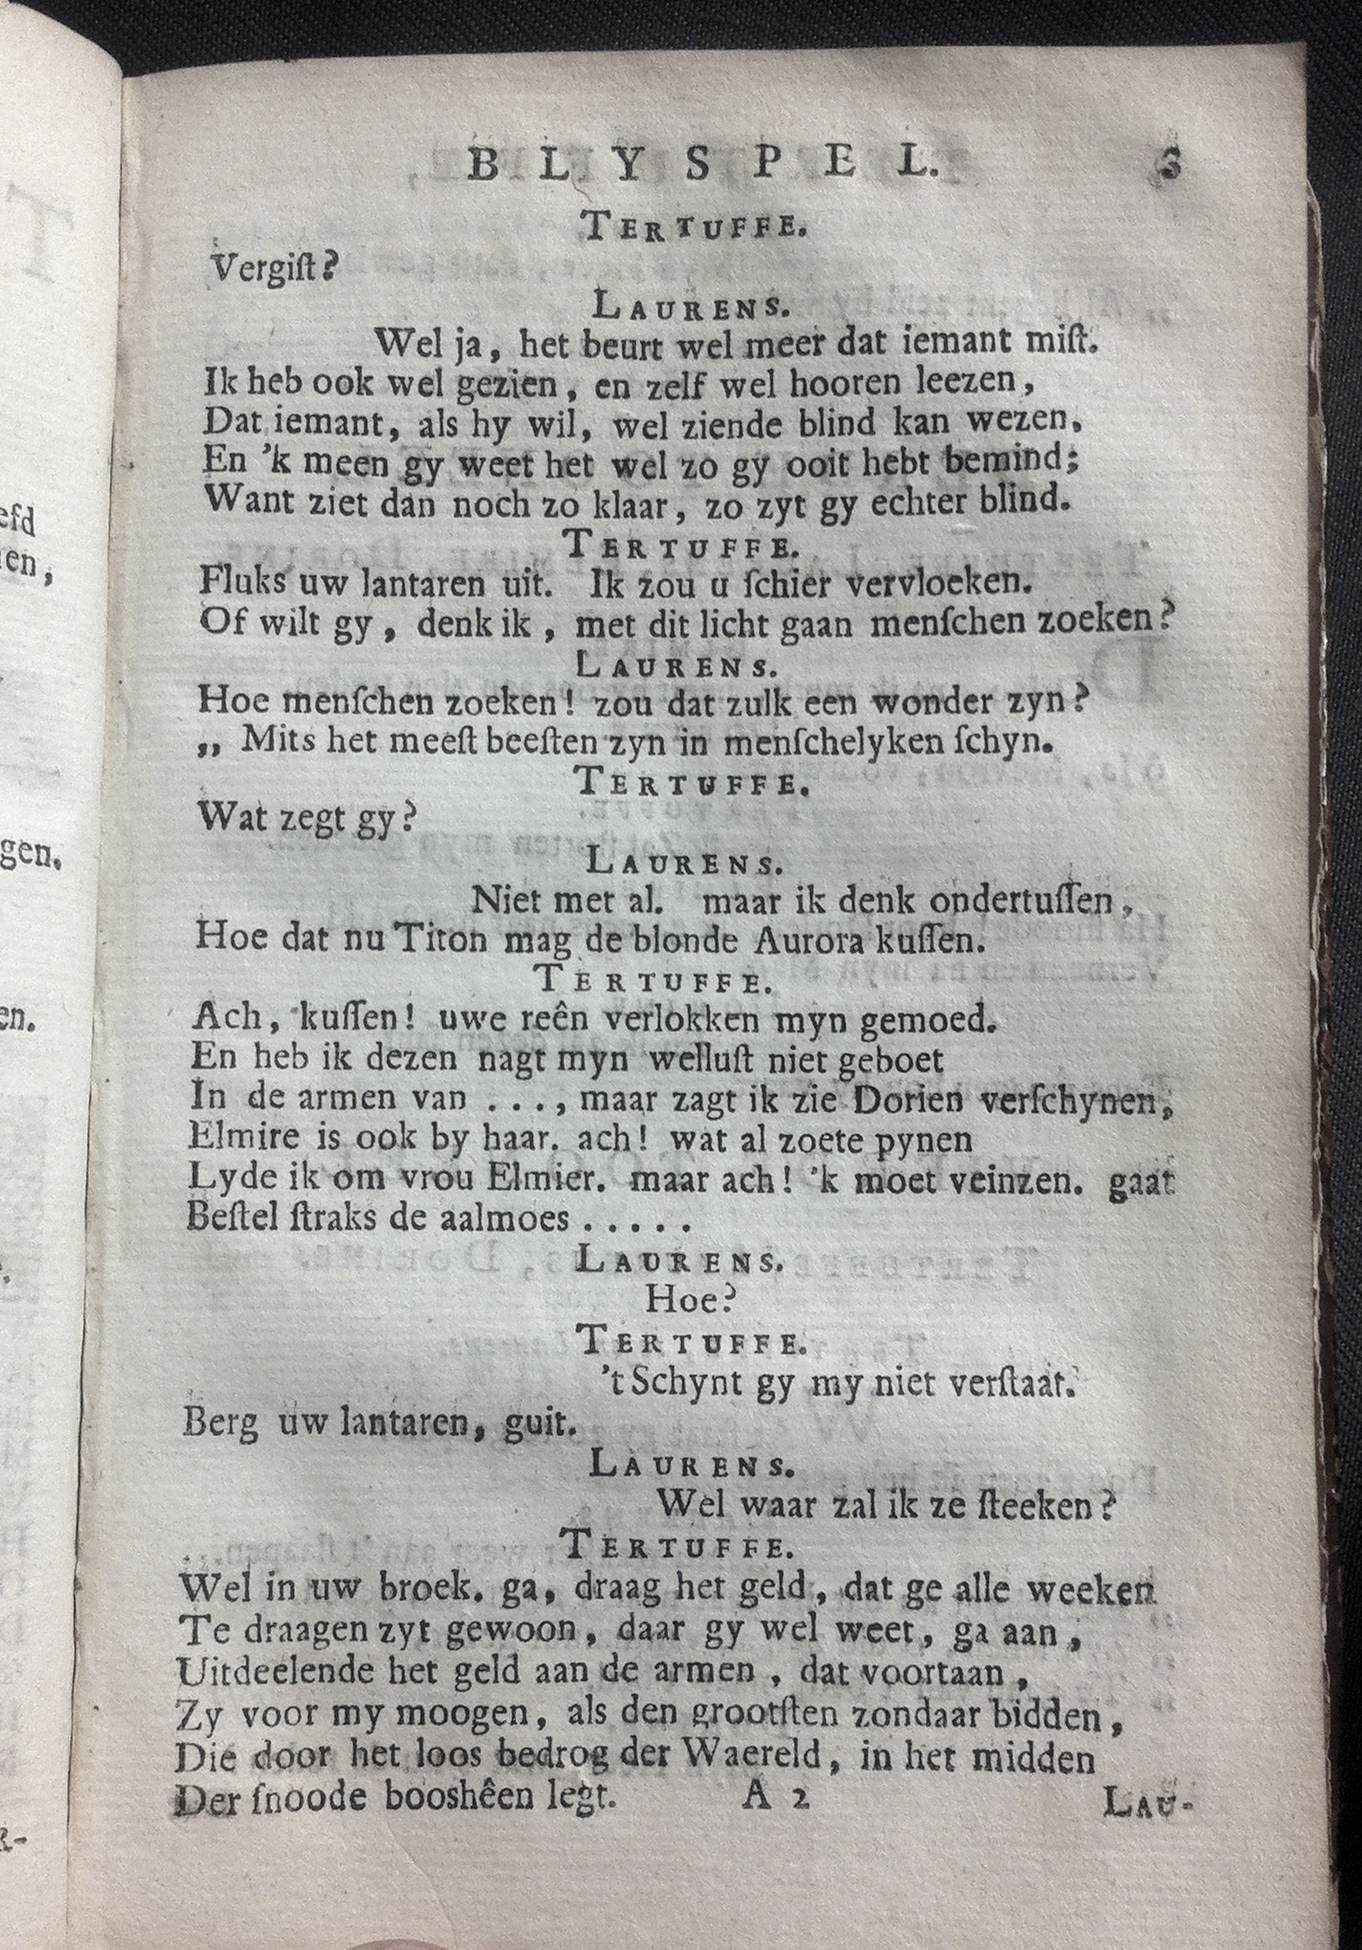 BLYSPEL. 3
TERTUFFE.
Vergiſt?
LAURENS.
Wel ja, het beurt wel meer dat iemant miſt.
Ik heb ook wel gezien, en zelf wel hooren leezen,
Dat iemant, als hy wil, wel ziende blind kan wezen,
En 'k meen gy weet het wel zo gy ooit hebt bemind;
Want ziet dan noch zo klaar, zo zyt gy echter blind.
TERTUFFE.
Fluks uw lantaren uit. Ik zou u ſchier vervloeken.
Of wilt gy, denk ik, met dit licht gaan menſchen zoeken?
LAURENS.
Hoe menſchen zoeken! zou dat zulk een wonder zyn?
„ Mits het meeſt beeſten zyn in menſchelyken ſchyn.
TERTUFFE.
Wat zegt gy?
LAURENS.
Niet met al. maar ik denk ondertuſſen,
Hoe dat nu Titon mag de blonde Aurora kuſſen.
TERTUFFE.
Ach, kuſſen! uwe reên verlokken myn gemoed.
En heb ik dezen nagt myn welluſt niet geboet
In de armen van ..., maar zagt ik zie Dorien verſchynen,
Elmire is ook by haar. ach! wat al zoete pynen
Lyde ik om vrou Elmier. maar ach! 'k moet veinzen. gaat
Beſtel ſtraks de aalmoes .....
LAURENS.
Hoe?
TERTUFFE.
't Schynt gy my niet verſtaat.
Berg uw lantaren, guit.
LAURENS.
Wel waar zal ik ze ſteeken?
TERTUFFE.
Wel in uw broek. ga, draag het geld, dat ge alle weeken
Te draagen zyt gewoon, daar gy wel weet, ga aan,
Uitdeelende het geld aan de armen, dat voortaan,
Zy voor my moogen, als den grootſten zondaar bidden,
Die door het loos bedrog der Waereld, in het midden
Der ſnoode booshêen legt. A 2 LAU-